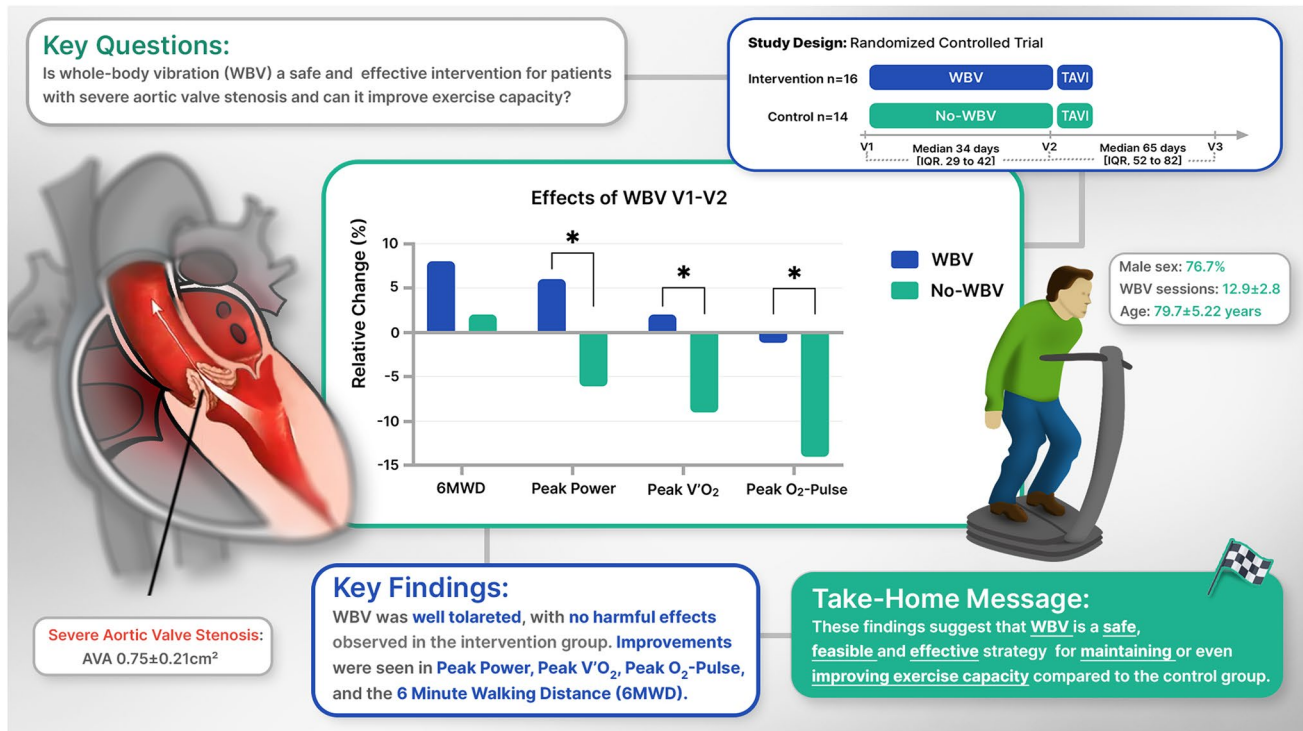 Key Questions:
Is whole-body vibration (WBV) a safe and effective intervention for patients
with severe aortic valve stenosis and can it improve exercise capacity?
Study Design: Randomized Controlled Trial
Intervention n=16
WBV
TAVI
Control n=14
No-WBV
TAVI
V1
Median 34 days
[IQR, 29 to 42]
V2
Median 65 days
[IQR, 52 to 82]
V3
Effects of WBV V1-V2
Relative Change (%)
10
5
0
-5
-10
-15
*
*
*
6MWD
Peak Power
Peak V'O₂
Peak O₂-Pulse
WBV
No-WBV
Male sex: 76.7%
WBV sessions: 12.9±2.8
Age: 79.7±5.22 years
Severe Aortic Valve Stenosis:
AVA 0.75±0.21cm²
Key Findings:
WBV was well tolareted, with no harmful effects
observed in the intervention group. Improvements
were seen in Peak Power, Peak V'O₂, Peak O₂-Pulse,
and the 6 Minute Walking Distance (6MWD).
Take-Home Message:
These findings suggest that WBV is a safe,
feasible and effective strategy for maintaining or even
improving exercise capacity compared to the control group.